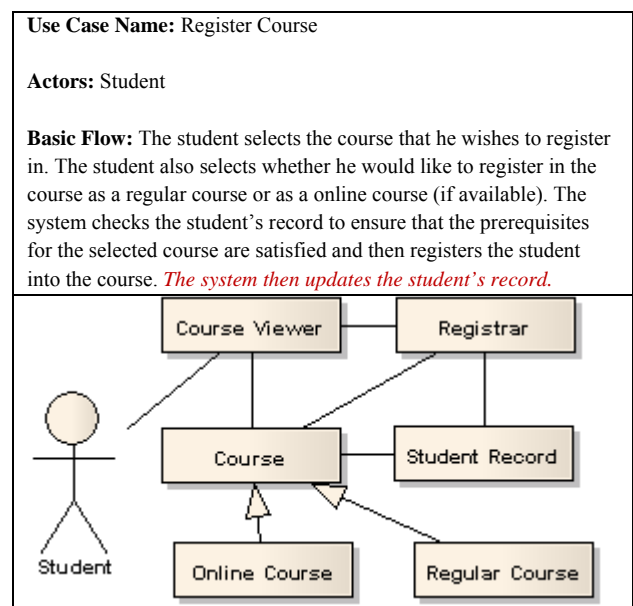 Use Case Name: Register Course
Actors: Student
Basic Flow: The student selects the course that he wishes to register
in. The student also selects whether he would like to register in the
course as a regular course or as a online course (if available). The
system checks the student's record to ensure that the prerequisites
for the selected course are satisfied and then registers the student
into the course. The system then updates the student's record.
Course Viewer
Registrar
Course
Student Record
Student
Online Course
Regular Course